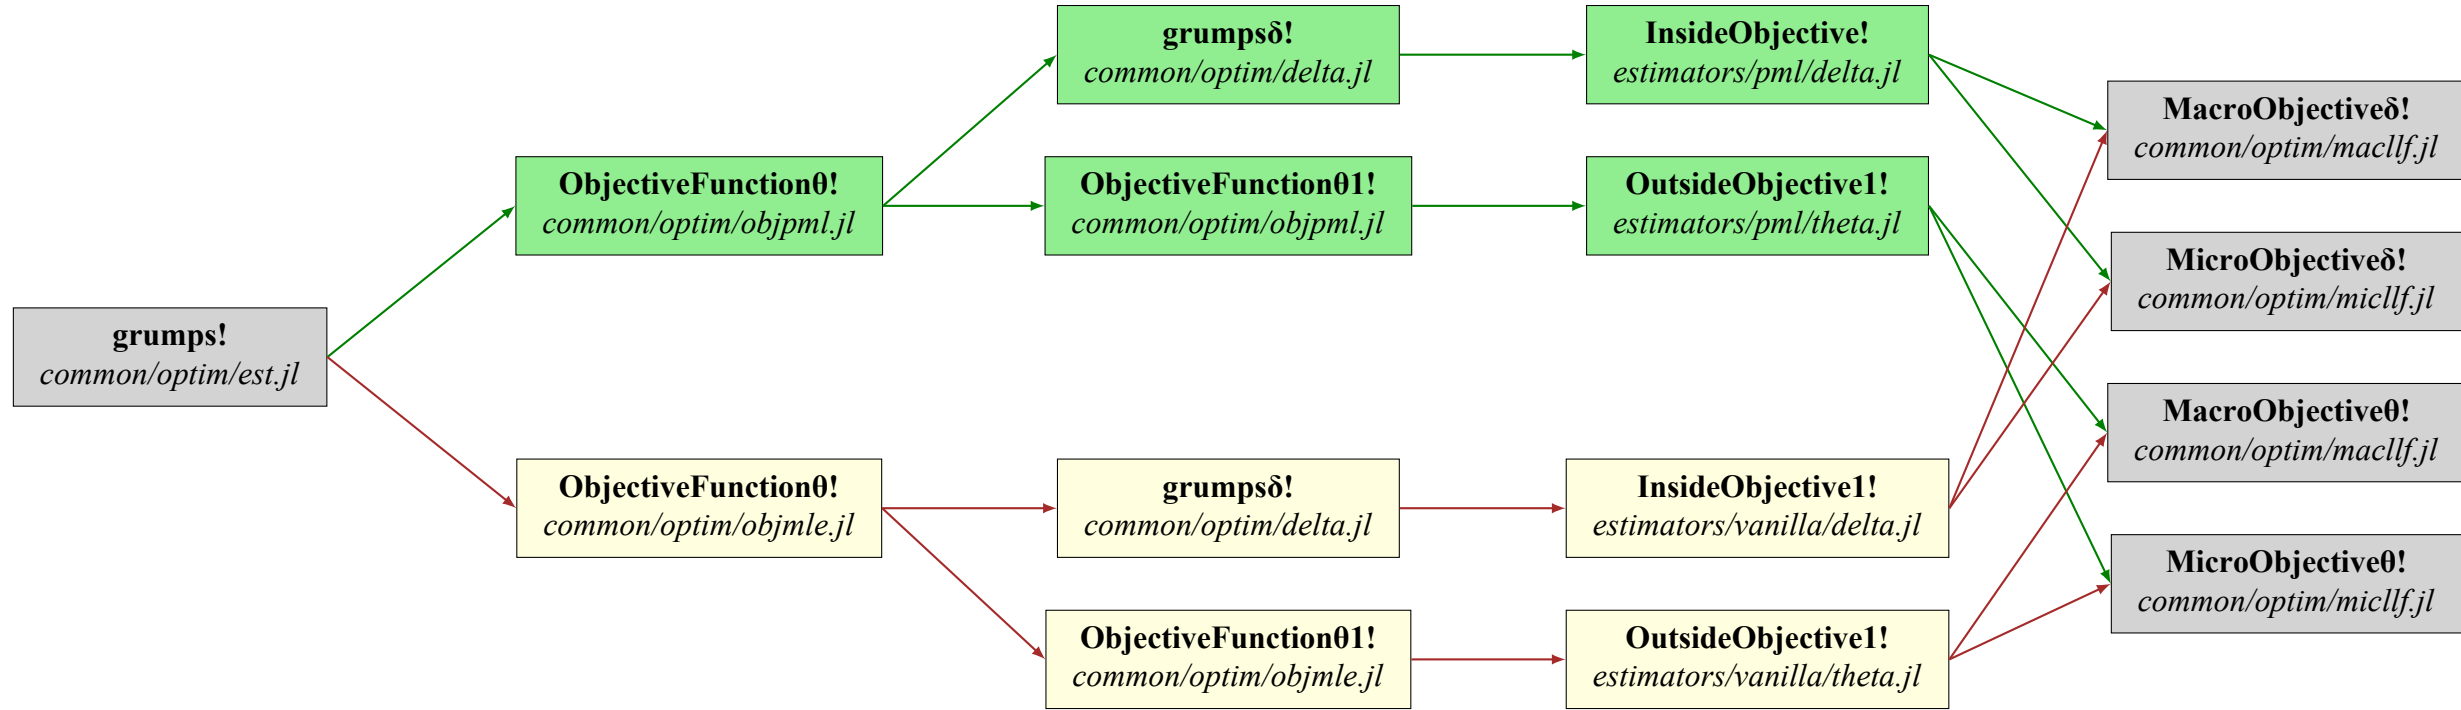 grumps!
common/optim/est.jl
ObjectiveFunctionθ!
common/optim/objpml.jl
ObjectiveFunctionθ!
common/optim/objmle.jl
grumpsδ!
common/optim/delta.jl
ObjectiveFunctionθ1!
common/optim/objpml.jl
grumpsδ!
common/optim/delta.jl
ObjectiveFunctionθ1!
common/optim/objmle.jl
InsideObjective!
estimators/pml/delta.jl
OutsideObjective1!
estimators/pml/theta.jl
InsideObjective1!
estimators/vanilla/delta.jl
OutsideObjective1!
estimators/vanilla/theta.jl
MacroObjectiveδ!
common/optim/macllf.jl
MicroObjectiveδ!
common/optim/micllf.jl
MacroObjectiveθ!
common/optim/macllf.jl
MicroObjectiveθ!
common/optim/micllf.jl